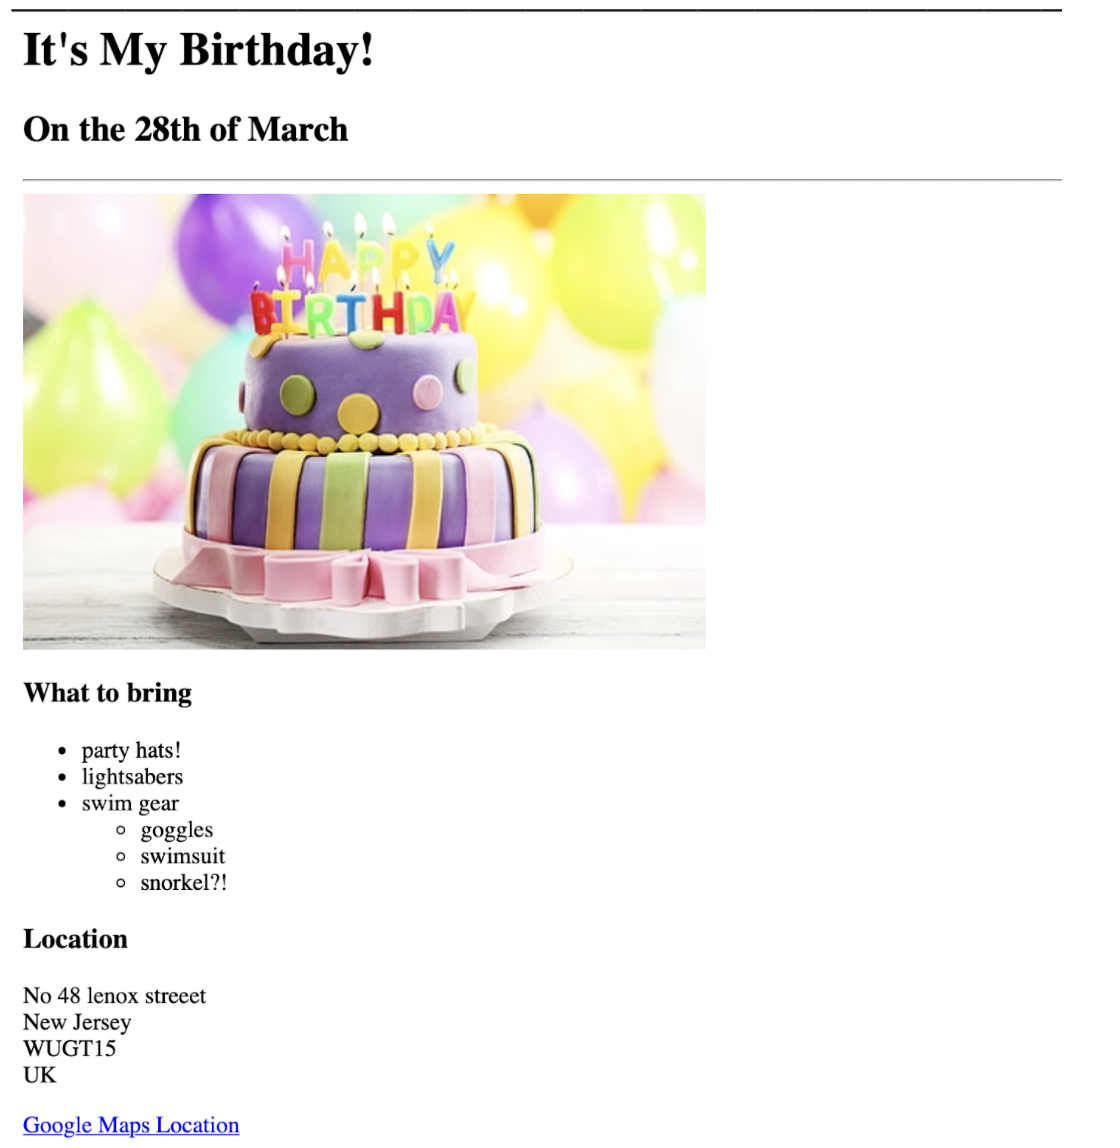 It's My Birthday!
On the 28th of March
HAPPY
BIRTHDAY
What to bring
party hats!
lightsabers
swim gear
goggles
swimsuit
snorkel?!
Location
No 48 lenox streeet
New Jersey
WUGT15
UK
Google Maps Location